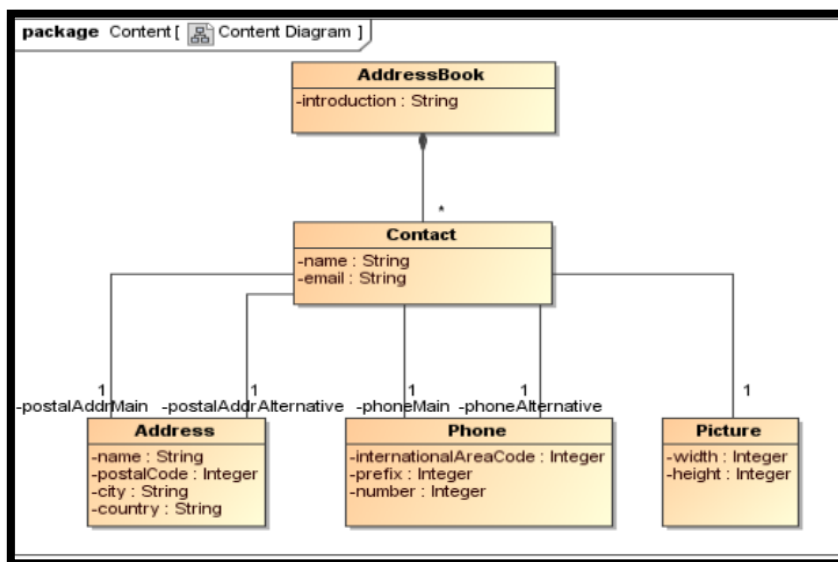 package Content [ Content Diagram ]
AddressBook
-introduction : String
*
Contact
-name : String
-email : String
1 1 1 1 1
-postalAddrMain -postalAddrAlternative -phoneMain -phoneAlternative
Address
-name : String
-postalCode : Integer
-city : String
-country : String
Phone
-internationalAreaCode : Integer
-prefix : Integer
-number : Integer
Picture
-width : Integer
-height : Integer